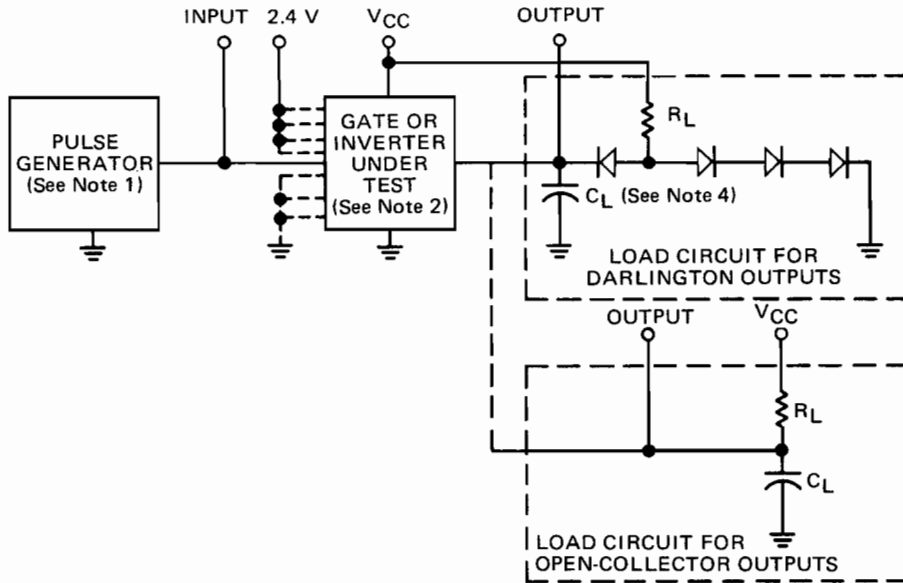 INPUT 2.4 V VCC OUTPUT
PULSE
GENERATOR
(See Note 1)
GATE OR
INVERTER
UNDER
TEST
(See Note 2)
RL
CL (See Note 4)
LOAD CIRCUIT FOR
DARLINGTON OUTPUTS
OUTPUT VCC
RL
CL
LOAD CIRCUIT FOR
OPEN-COLLECTOR OUTPUTS